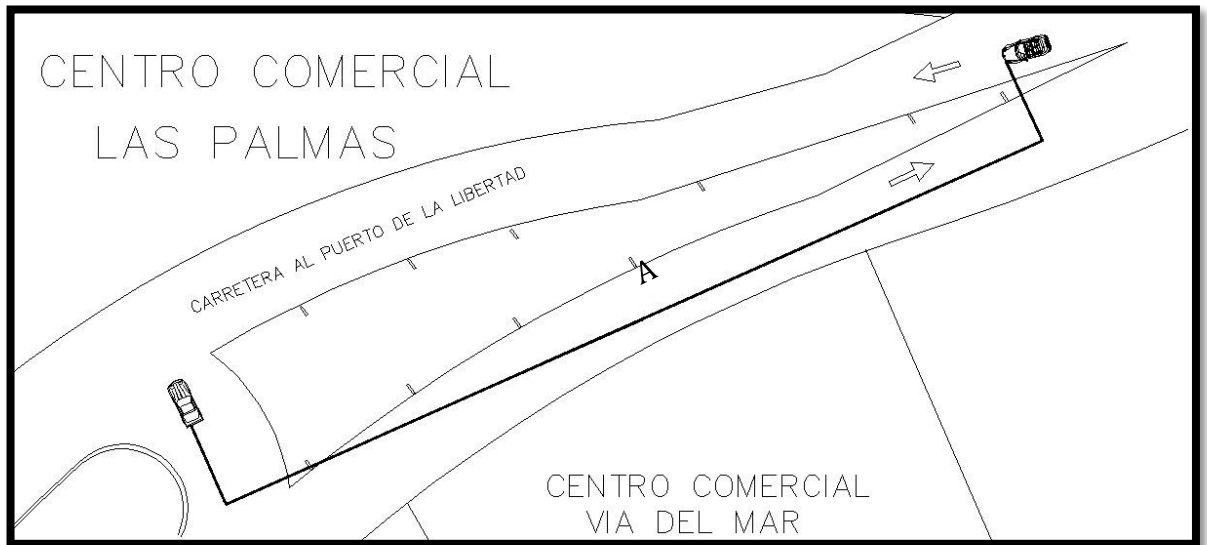 CENTRO COMERCIAL
LAS PALMAS
CARRETERA AL PUERTO DE LA LIBERTAD
A
CENTRO COMERCIAL
VIA DEL MAR